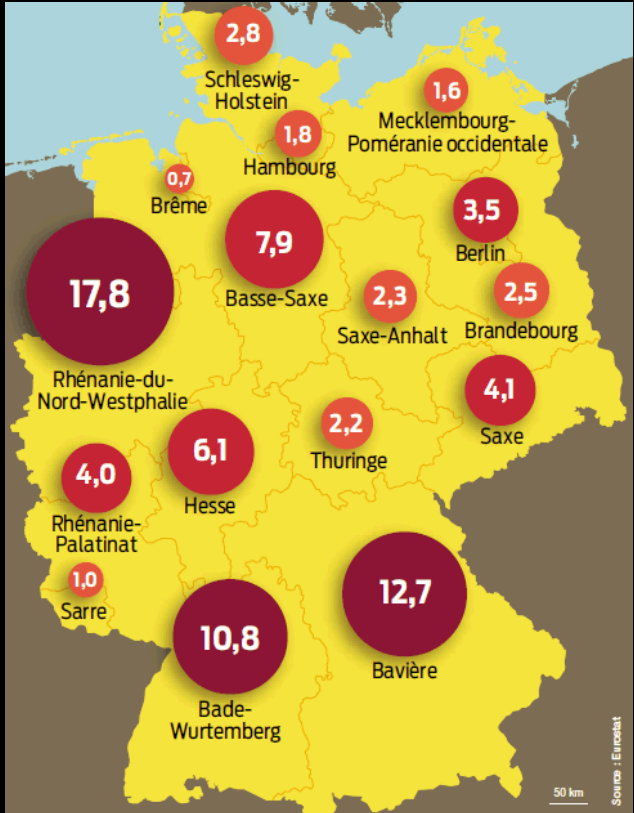 2,8
Schleswig-
Holstein
1,6
Mecklembourg-
Poméranie occidentale
1,8
Hambourg
0,7
Brême
3,5
Berlin
7,9
Basse-Saxe
17,8
Rhénanie-du-
Nord-Westphalie
2,3
Saxe-Anhalt
2,5
Brandebourg
4,1
Saxe
2,2
Thuringe
6,1
Hesse
4,0
Rhénanie-
Palatinat
1,0
Sarre
12,7
Bavière
10,8
Bade-
Wurtemberg
50 km
Source : Eurostat